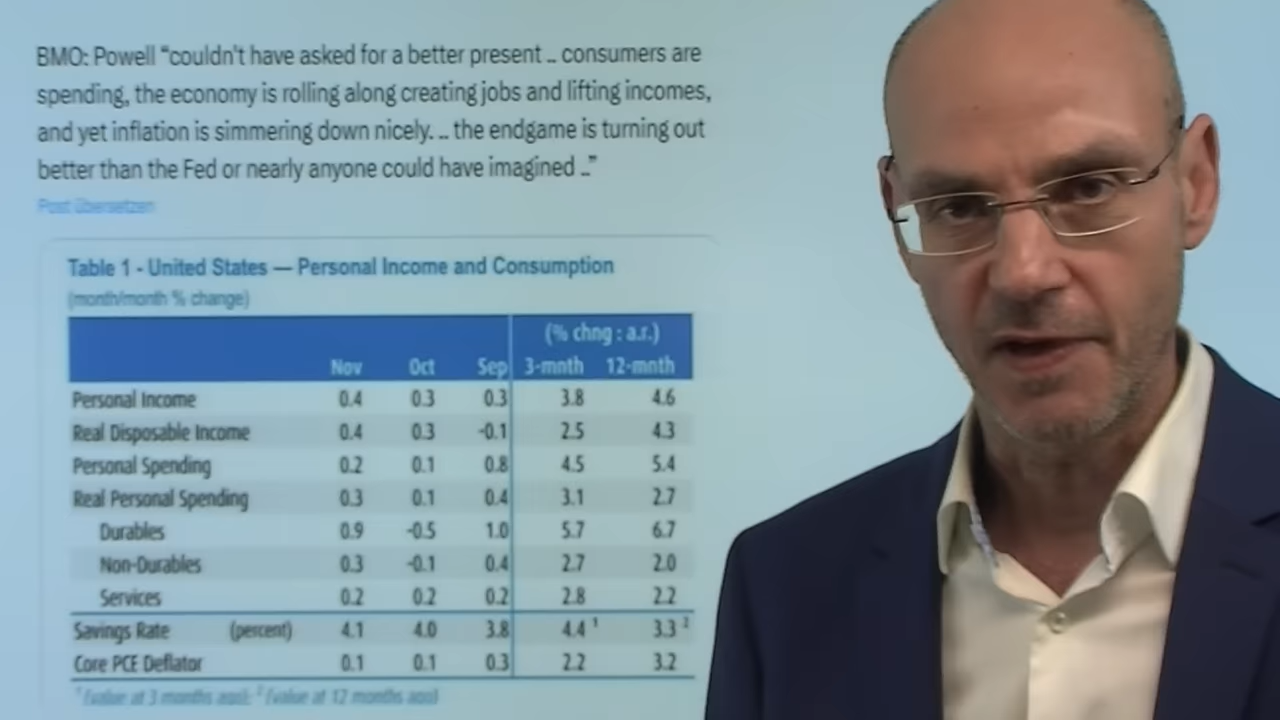 BMO: Powell “couldn't have asked for a better present .. consumers are
spending, the economy is rolling along creating jobs and lifting incomes,
and yet inflation is simmering down nicely. .. the endgame is turning out
better than the Fed or nearly anyone could have imagined ..”
Post übersetzen
Table 1 - United States — Personal Income and Consumption
(month/month % change)
(% chng : a.r.)
Nov Oct Sep 3-mnth 12-mnth
Personal Income 0.4 0.3 0.3 3.8 4.6
Real Disposable Income 0.4 0.3 -0.1 2.5 4.3
Personal Spending 0.2 0.1 0.8 4.5 5.4
Real Personal Spending 0.3 0.1 0.4 3.1 2.7
Durables 0.9 -0.5 1.0 5.7 6.7
Non-Durables 0.3 -0.1 0.4 2.7 2.0
Services 0.2 0.2 0.2 2.8 2.2
Savings Rate (percent) 4.1 4.0 3.8 4.4 ¹ 3.3 ²
Core PCE Deflator 0.1 0.1 0.3 2.2 3.2
¹ (value at 3 months ago); ² (value at 12 months ago)